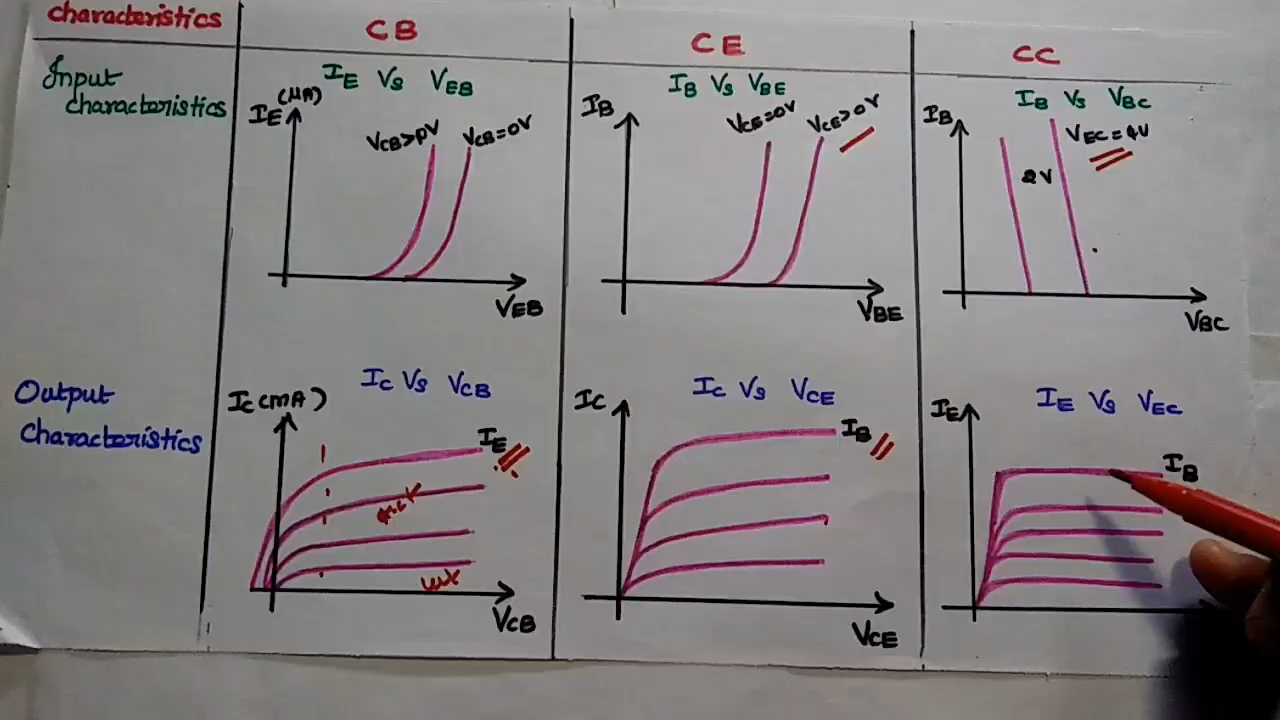 characteristics
CB
CE
CC
Input
characteristics
IE Vs VEB
IE (μA)
VCB>0V
VCB=0V
VEB
IB Vs VBE
IB
VCE=0V
VCE>0V
VBE
IB Vs VBC
IB
VEC=4V
2V
VBC
Output
characteristics
IC Vs VCB
IC (mA)
IE
VCB
IC Vs VCE
IC
IB
VCE
IE Vs VEC
IE
IB